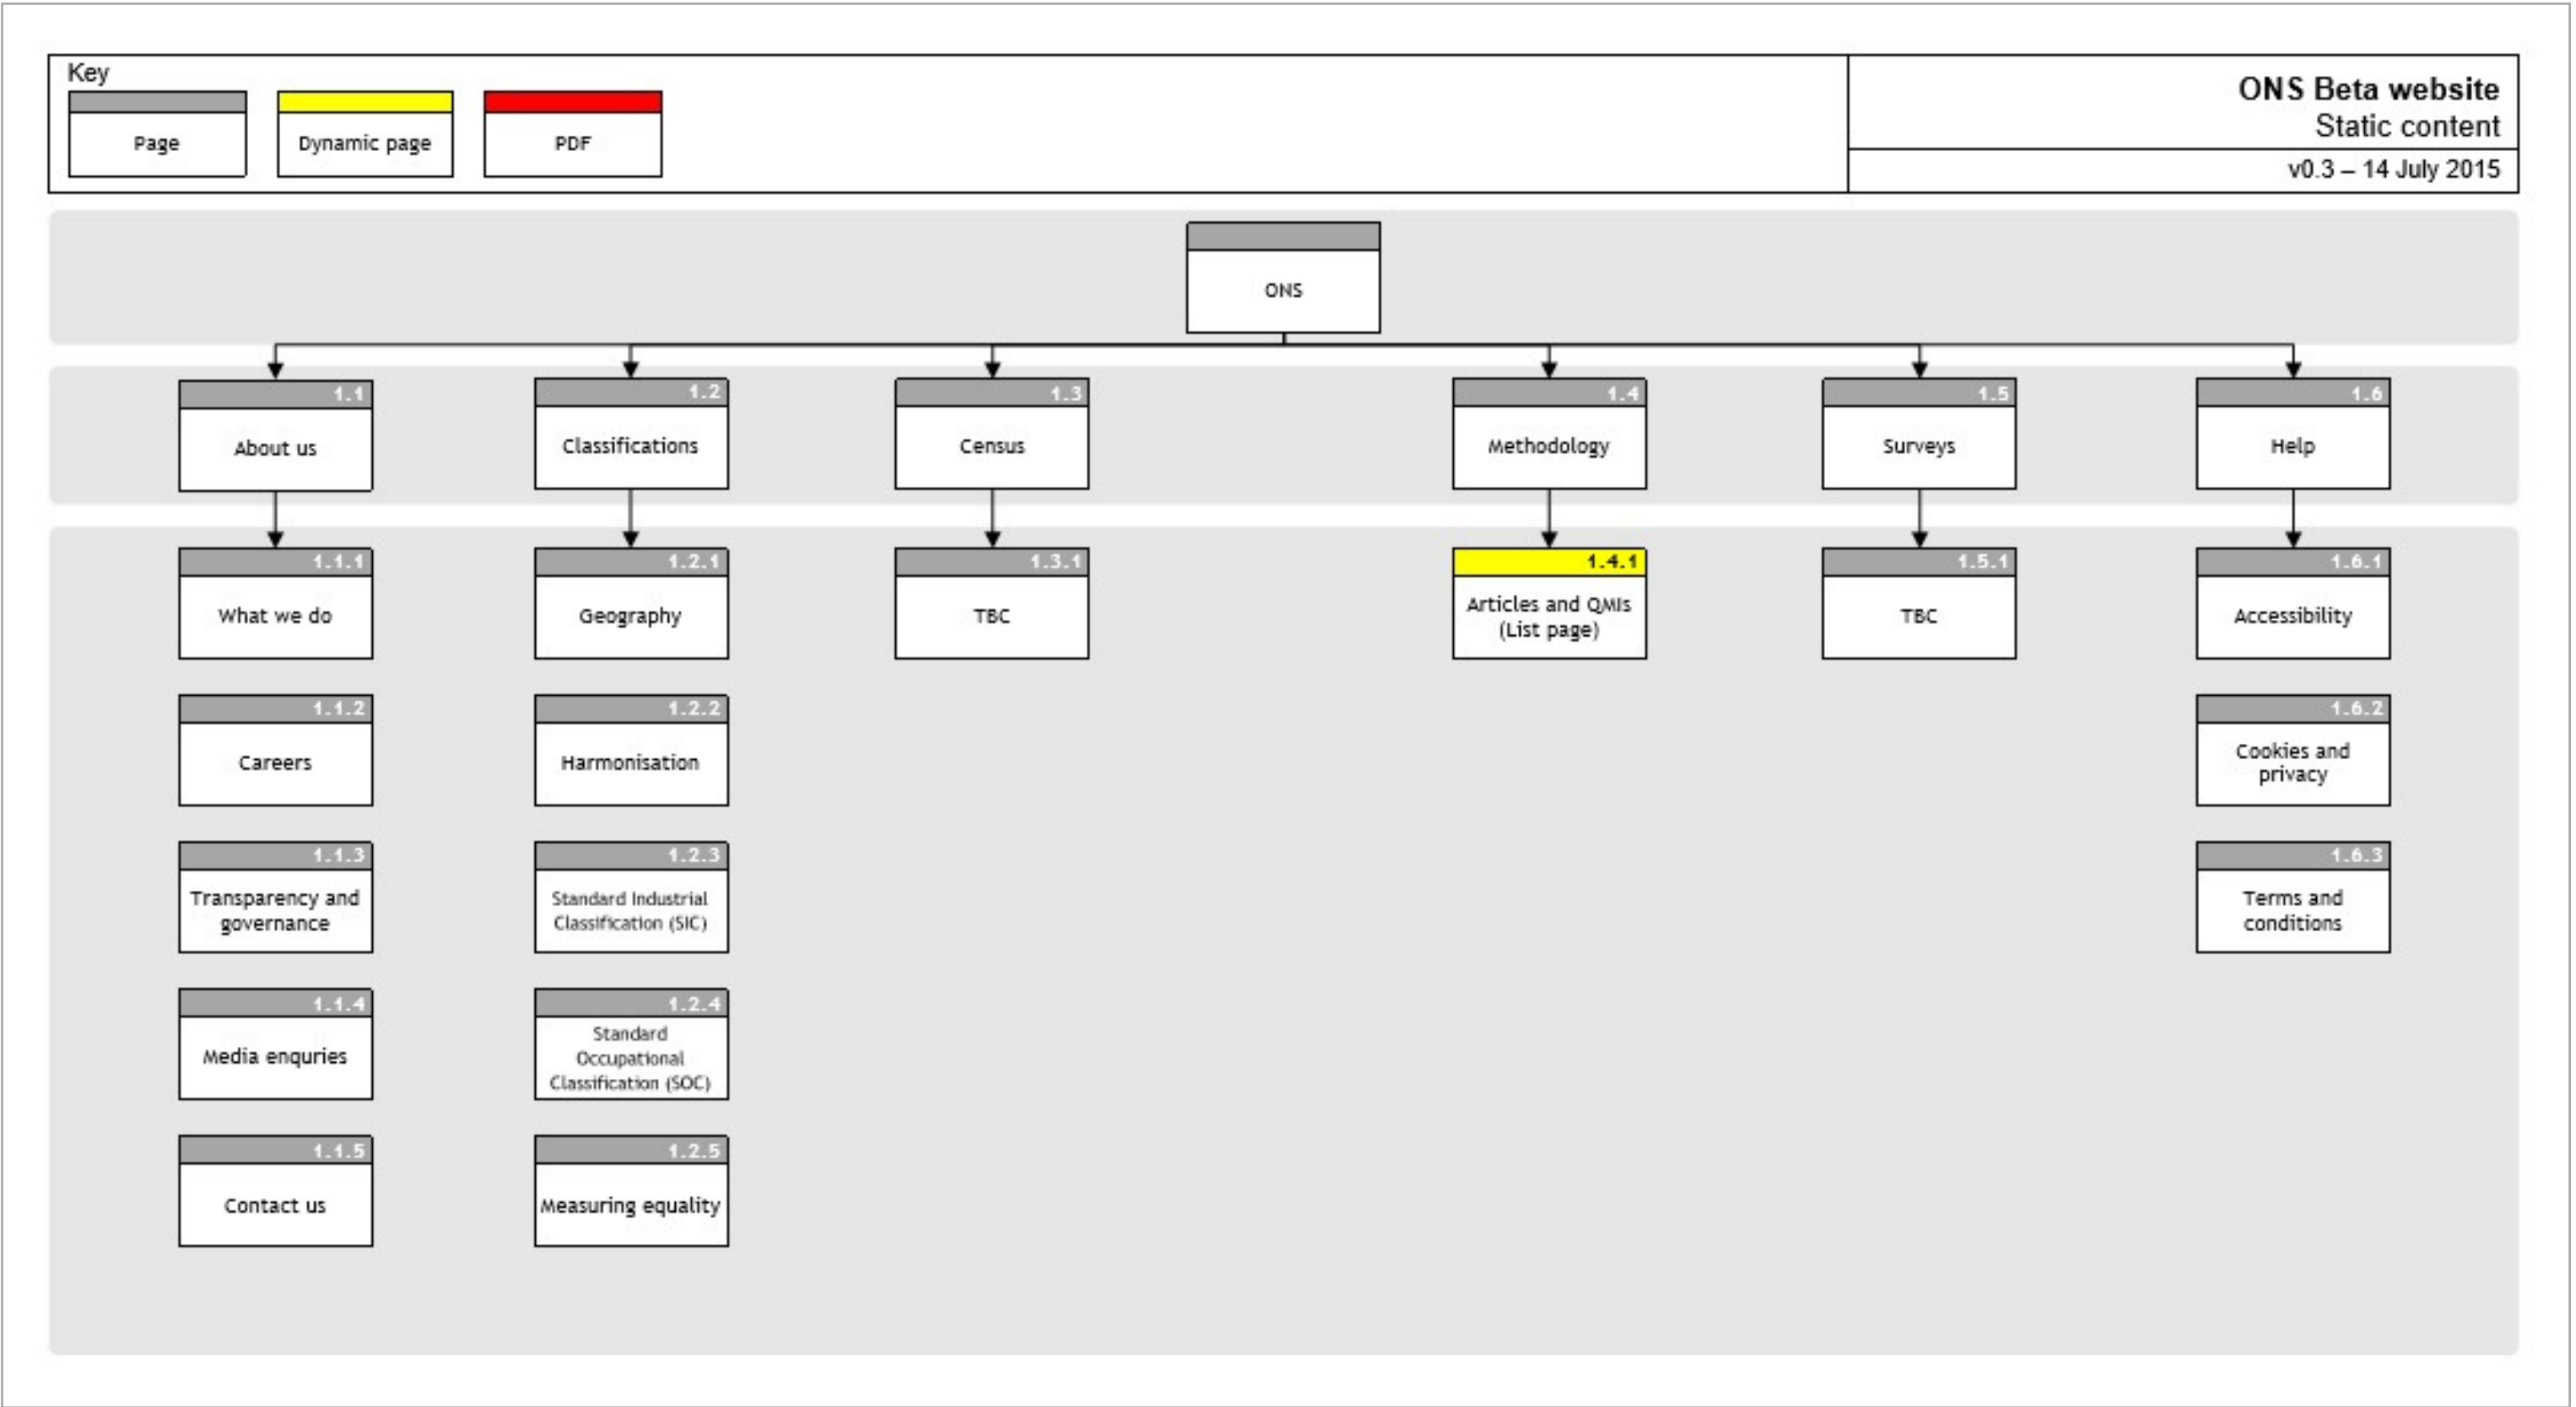 Key
Page
Dynamic page
PDF
ONS Beta website
Static content
v0.3 – 14 July 2015
ONS
1.1
About us
1.2
Classifications
1.3
Census
1.4
Methodology
1.5
Surveys
1.6
Help
1.1.1
What we do
1.2.1
Geography
1.3.1
TBC
1.4.1
Articles and QMIs
(List page)
1.5.1
TBC
1.6.1
Accessibility
1.1.2
Careers
1.2.2
Harmonisation
1.6.2
Cookies and
privacy
1.1.3
Transparency and
governance
1.2.3
Standard Industrial
Classification (SIC)
1.6.3
Terms and
conditions
1.1.4
Media enquries
1.2.4
Standard
Occupational
Classification (SOC)
1.1.5
Contact us
1.2.5
Measuring equality